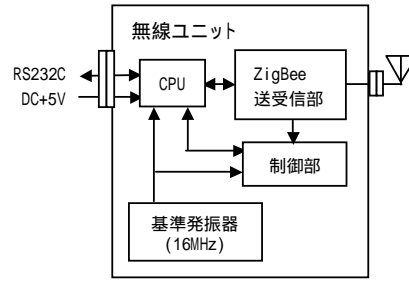 無線ユニット
RS232C
DC+5V
CPU
ZigBee
送受信部
制御部
基準発振器
(16MHz)